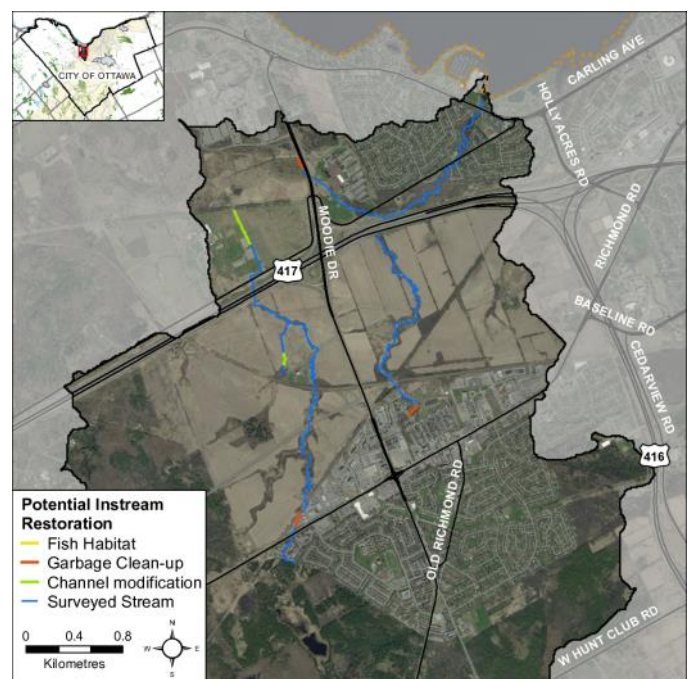 CITY OF OTTAWA
CARLING AVE
HOLLY ACRES RD
RICHMOND RD
MOODIE DR
417
BASELINE RD
CEDARVIEW RD
416
OLD RICHMOND RD
W HUNT CLUB RD
Potential Instream
Restoration
Fish Habitat
Garbage Clean-up
Channel modification
Surveyed Stream
0 0.4 0.8
Kilometres
N
W E
S